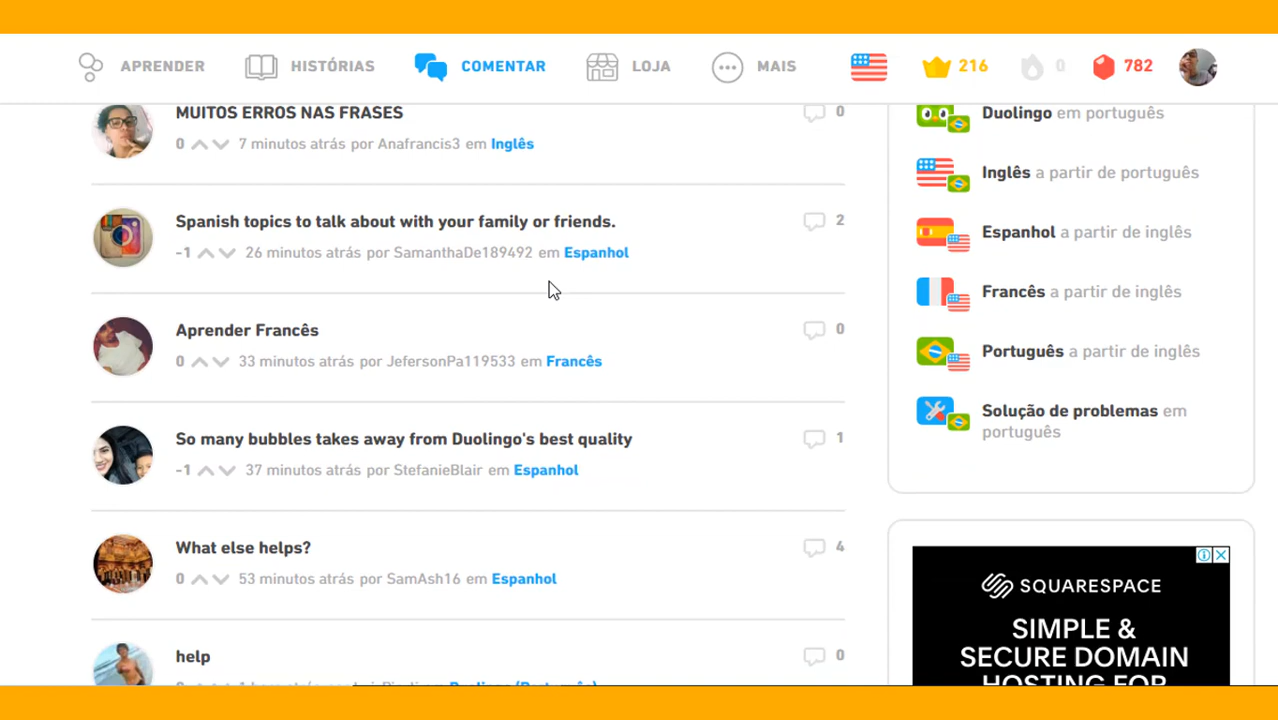 APRENDER
HISTÓRIAS
COMENTAR
LOJA
MAIS
216
0
782
MUITOS ERROS NAS FRASES
0
0 7 minutos atrás por Anafrancis3 em Inglês
Spanish topics to talk about with your family or friends.
2
-1 26 minutos atrás por SamanthaDe189492 em Espanhol
Aprender Francês
0
0 33 minutos atrás por JefersonPa119533 em Francês
So many bubbles takes away from Duolingo's best quality
1
-1 37 minutos atrás por StefanieBlair em Espanhol
What else helps?
4
0 53 minutos atrás por SamAsh16 em Espanhol
help
0
Duolingo em português
Inglês a partir de português
Espanhol a partir de inglês
Francês a partir de inglês
Português a partir de inglês
Solução de problemas em
português
SQUARESPACE
SIMPLE &
SECURE DOMAIN
HOSTING FOR